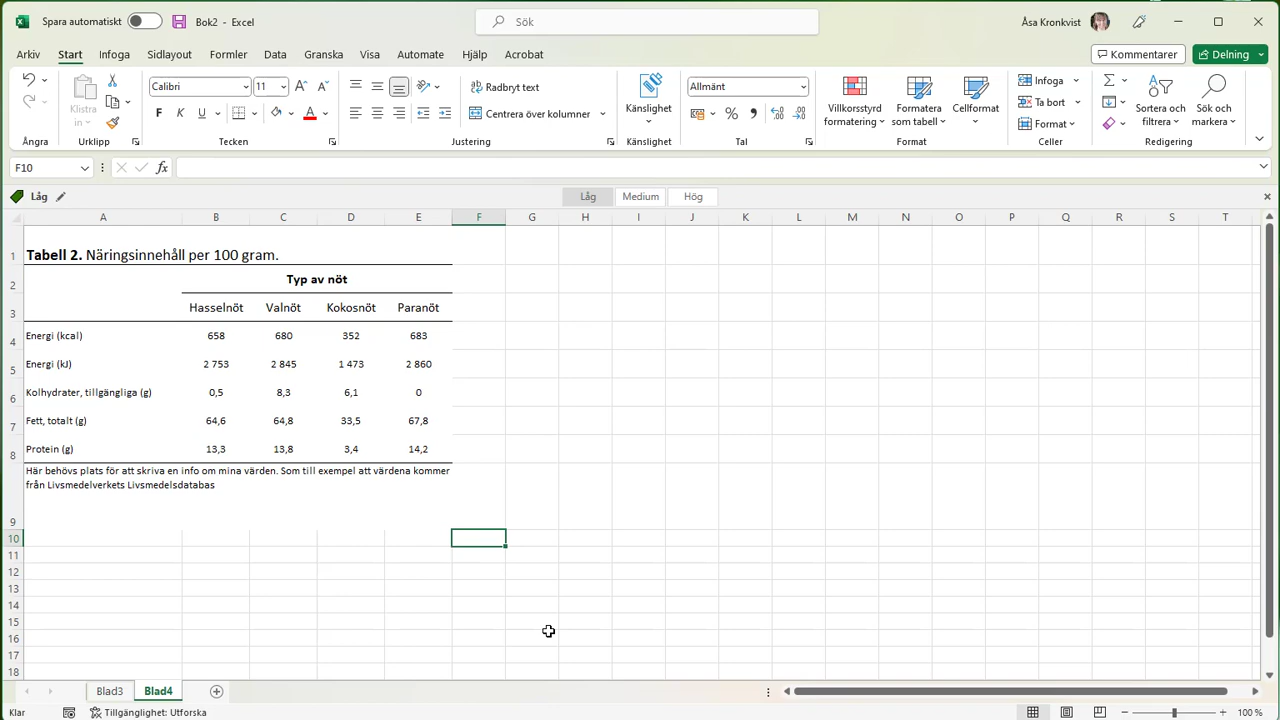 Spara automatiskt Bok2 - Excel Sök Åsa Kronkvist
Arkiv Start Infoga Sidlayout Formler Data Granska Visa Automate Hjälp Acrobat Kommentarer Delning
Klistra in
Calibri 11
F K U A
Radbryt text
Centrera över kolumner
Känslighet
Allmänt
%
Villkorsstyrd formatering
Formatera som tabell
Cellformat
Infoga
Ta bort
Format
Sortera och filtrera
Sök och markera
Ångra Urklipp Tecken Justering Känslighet Tal Format Celler Redigering
F10 fx
Låg Låg Medium Hög
A B C D E F G H I J K L M N O P Q R S T
1 Tabell 2. Näringsinnehåll per 100 gram.
2 Typ av nöt
3 Hasselnöt Valnöt Kokosnöt Paranöt
4 Energi (kcal) 658 680 352 683
5 Energi (kJ) 2 753 2 845 1 473 2 860
6 Kolhydrater, tillgängliga (g) 0,5 8,3 6,1 0
7 Fett, totalt (g) 64,6 64,8 33,5 67,8
8 Protein (g) 13,3 13,8 3,4 14,2
Här behövs plats för att skriva en info om mina värden. Som till exempel att värdena kommer
från Livsmedelverkets Livsmedelsdatabas
9
10
11
12
13
14
15
16
17
18
Blad3 Blad4
Klar Tillgänglighet: Utforska 100 %